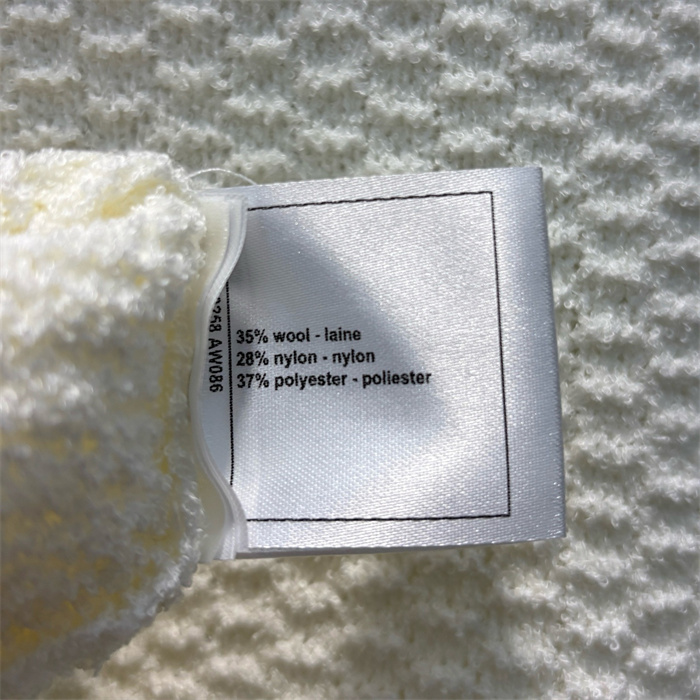 35% wool - laine
28% nylon - nylon
37% polyester - poliester
AW086